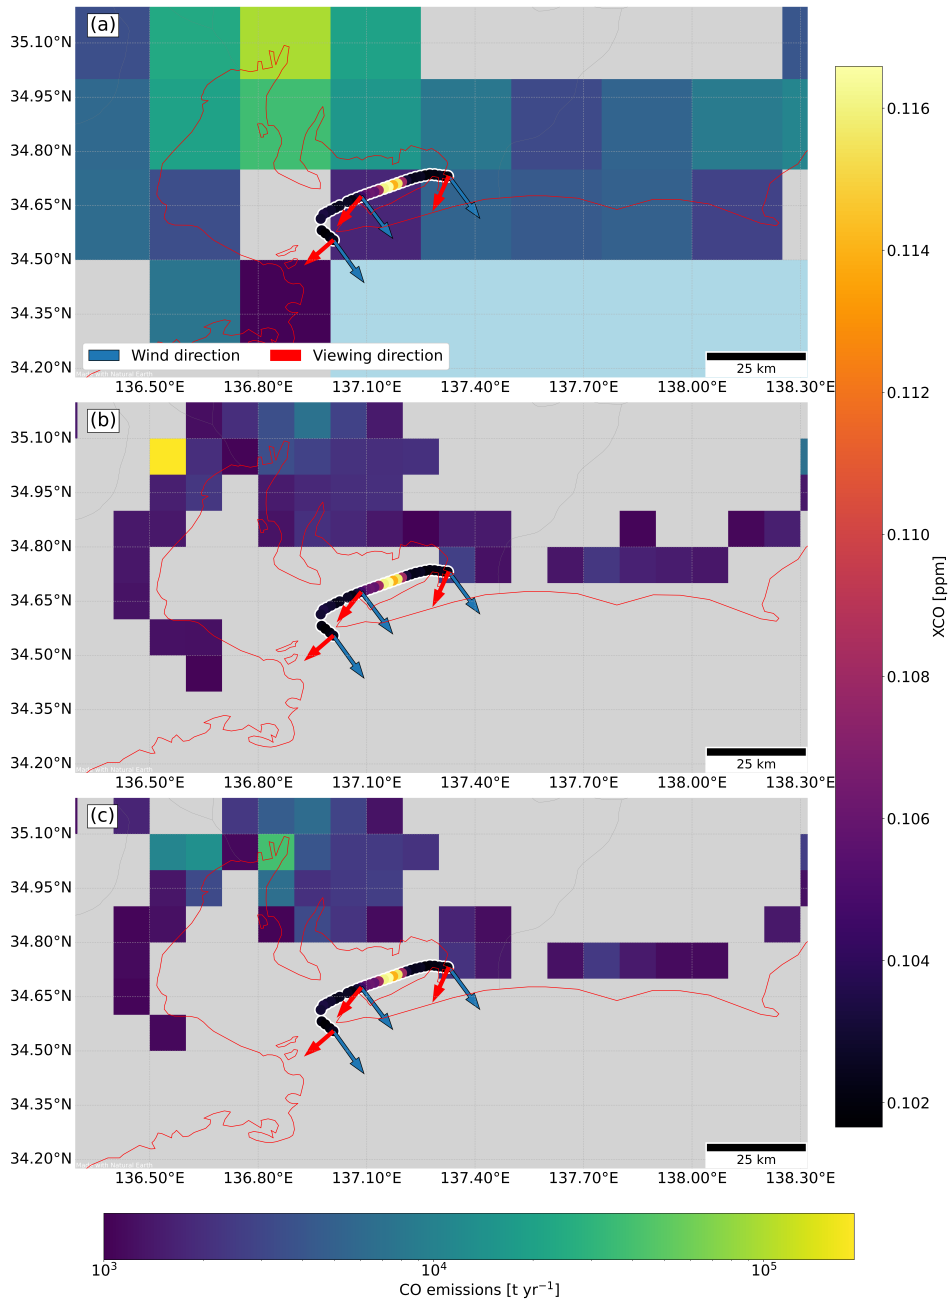 (a)
35.10°N
34.95°N
34.80°N
34.65°N
34.50°N
34.35°N
34.20°N
Wind direction
Viewing direction
25 km
136.50°E
136.80°E
137.10°E
137.40°E
137.70°E
138.00°E
138.30°E
(b)
35.10°N
34.95°N
34.80°N
34.65°N
34.50°N
34.35°N
34.20°N
25 km
136.50°E
136.80°E
137.10°E
137.40°E
137.70°E
138.00°E
138.30°E
(c)
35.10°N
34.95°N
34.80°N
34.65°N
34.50°N
34.35°N
34.20°N
25 km
136.50°E
136.80°E
137.10°E
137.40°E
137.70°E
138.00°E
138.30°E
0.116
0.114
0.112
0.110
0.108
0.106
0.104
0.102
XCO [ppm]
10³
10⁴
10⁵
CO emissions [t yr⁻¹]